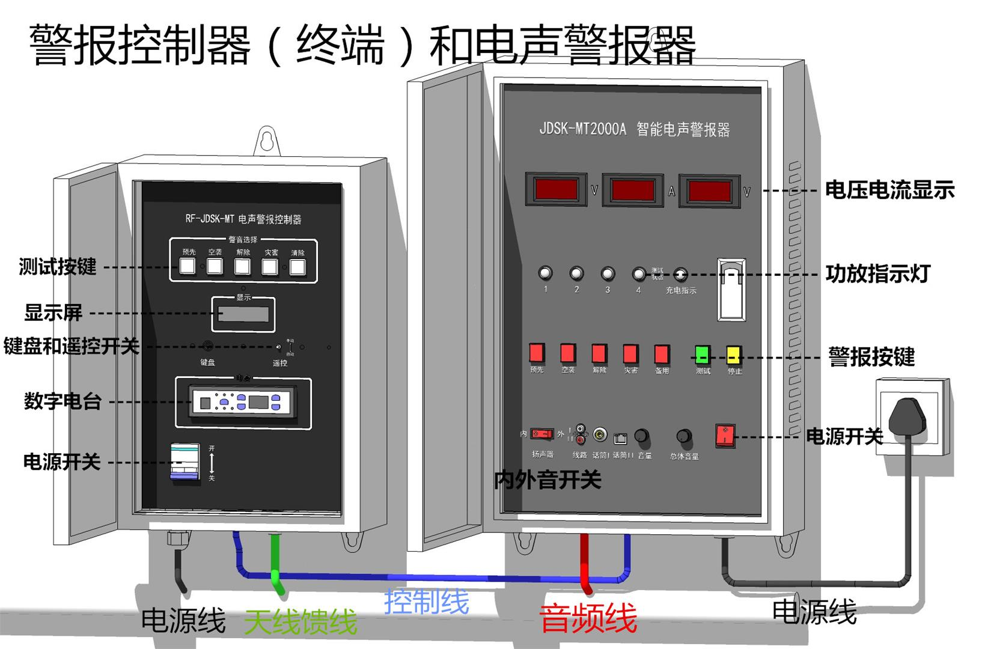 警报控制器（终端）和电声警报器
JDSK-MT2000A 智能电声警报器
V A V
电压电流显示
RF-JDSK-MT 电声警报控制器
警音选择
预先 空袭 解除 灾害 清除
测试按键
1 2 3 4 测试状态 充电指示
功放指示灯
显示
显示屏
键盘和遥控开关
手动
自动
键盘 遥控
预先 空袭 解除 灾害 备用 测试 停止
警报按键
电台
数字电台
内 外 I II
扬声器 线路 话筒I 话筒II 音量 总体音量
电源开关
电源开关
开
关
内外音开关
电源线
天线馈线
控制线
音频线
电源线